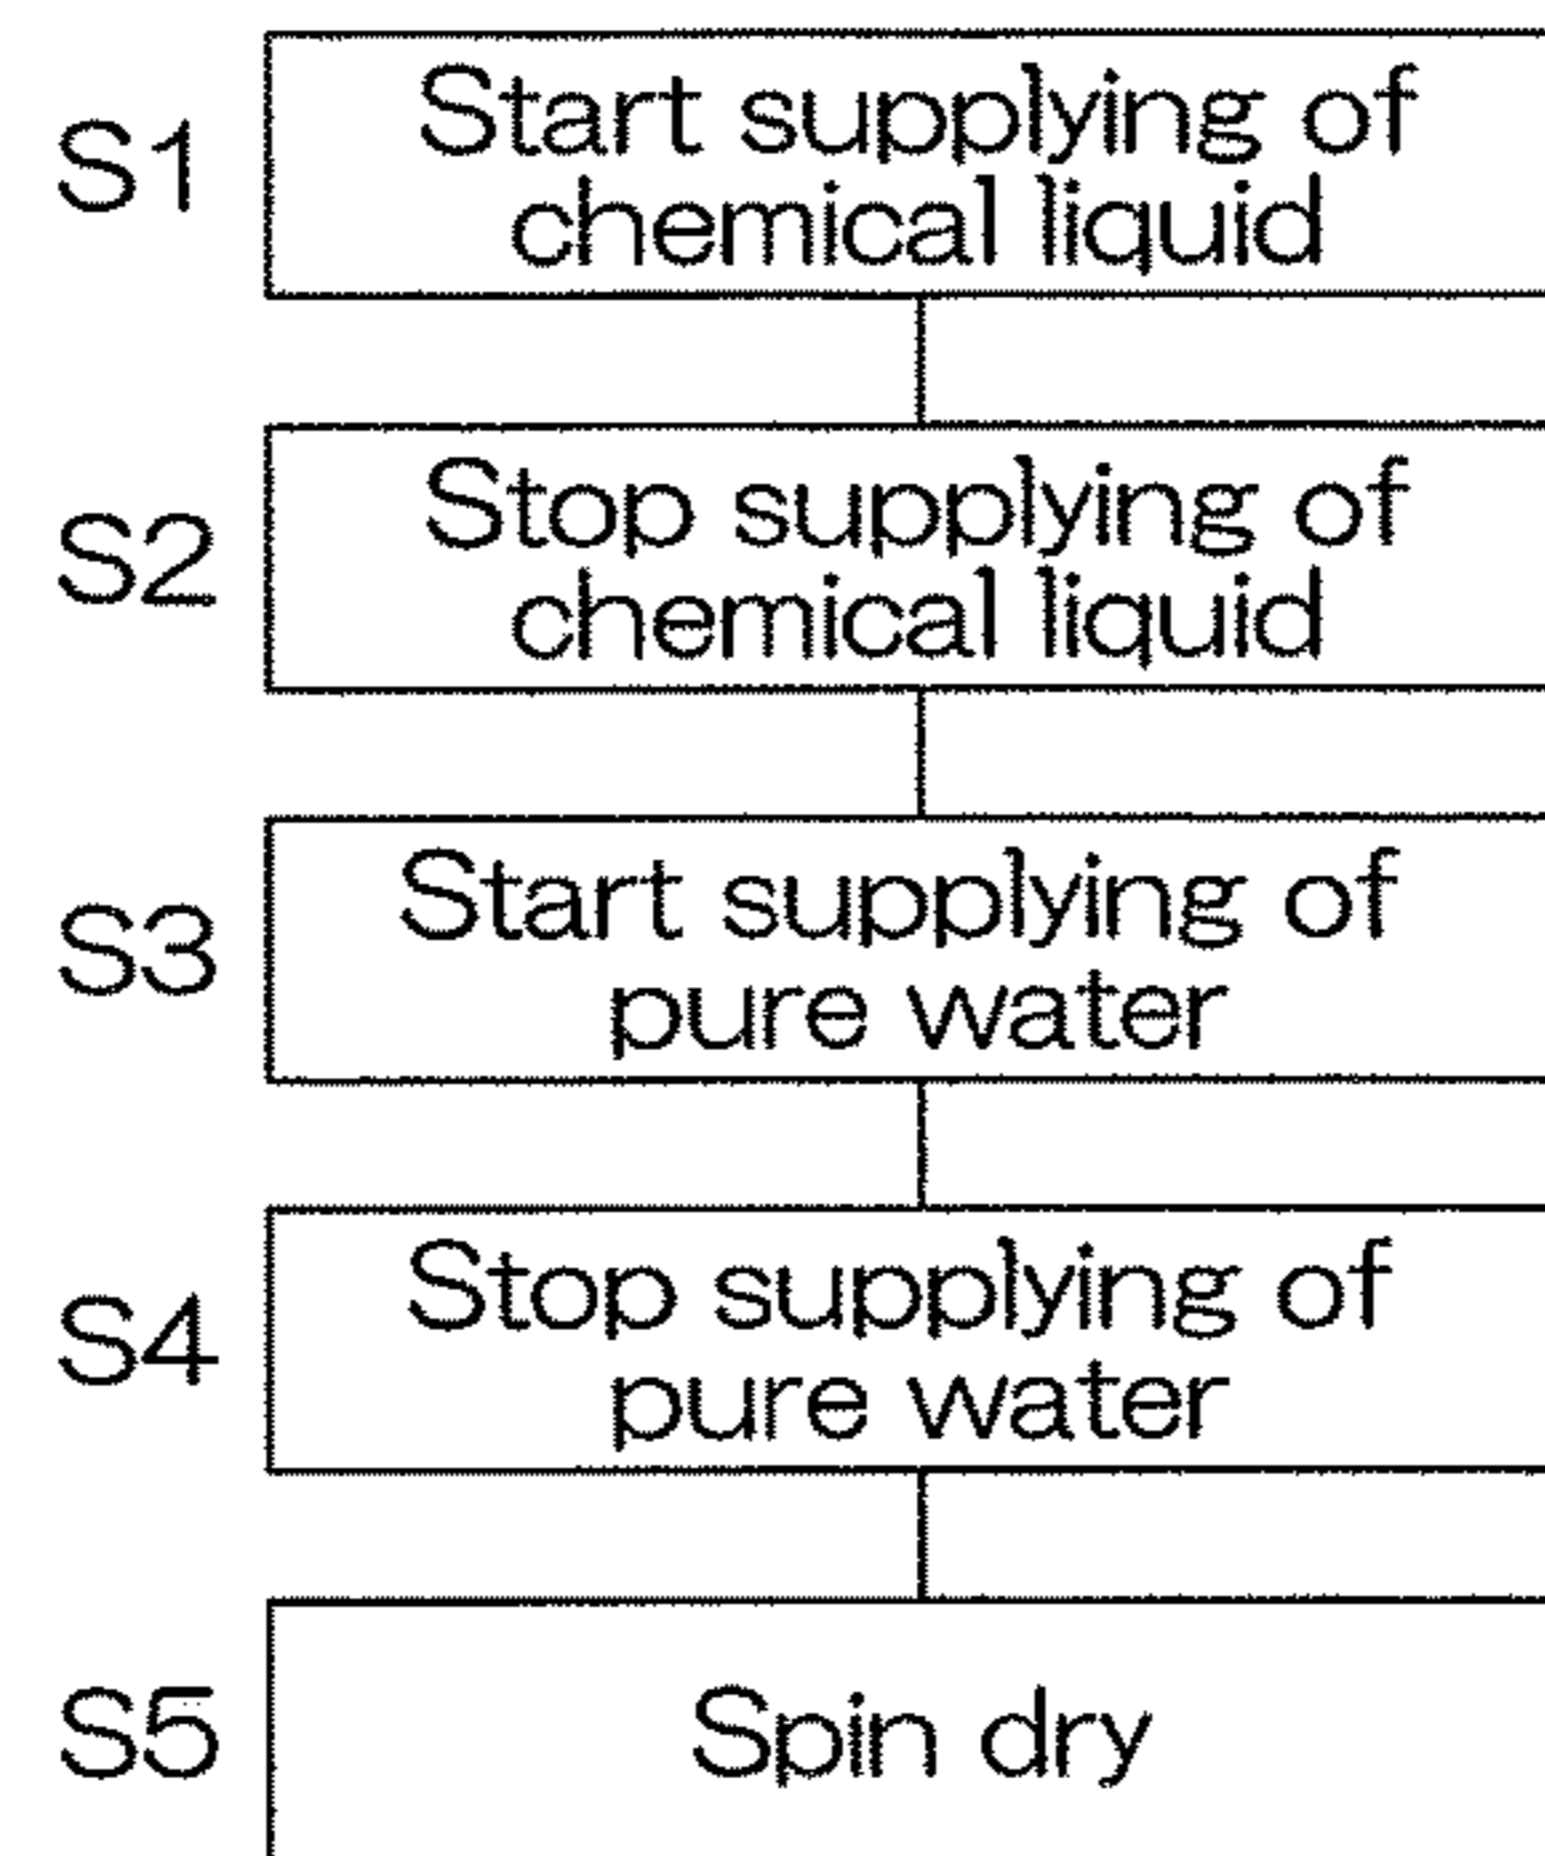 S1
Start supplying of
chemical liquid
S2
Stop supplying of
chemical liquid
S3
Start supplying of
pure water
S4
Stop supplying of
pure water
S5
Spin dry